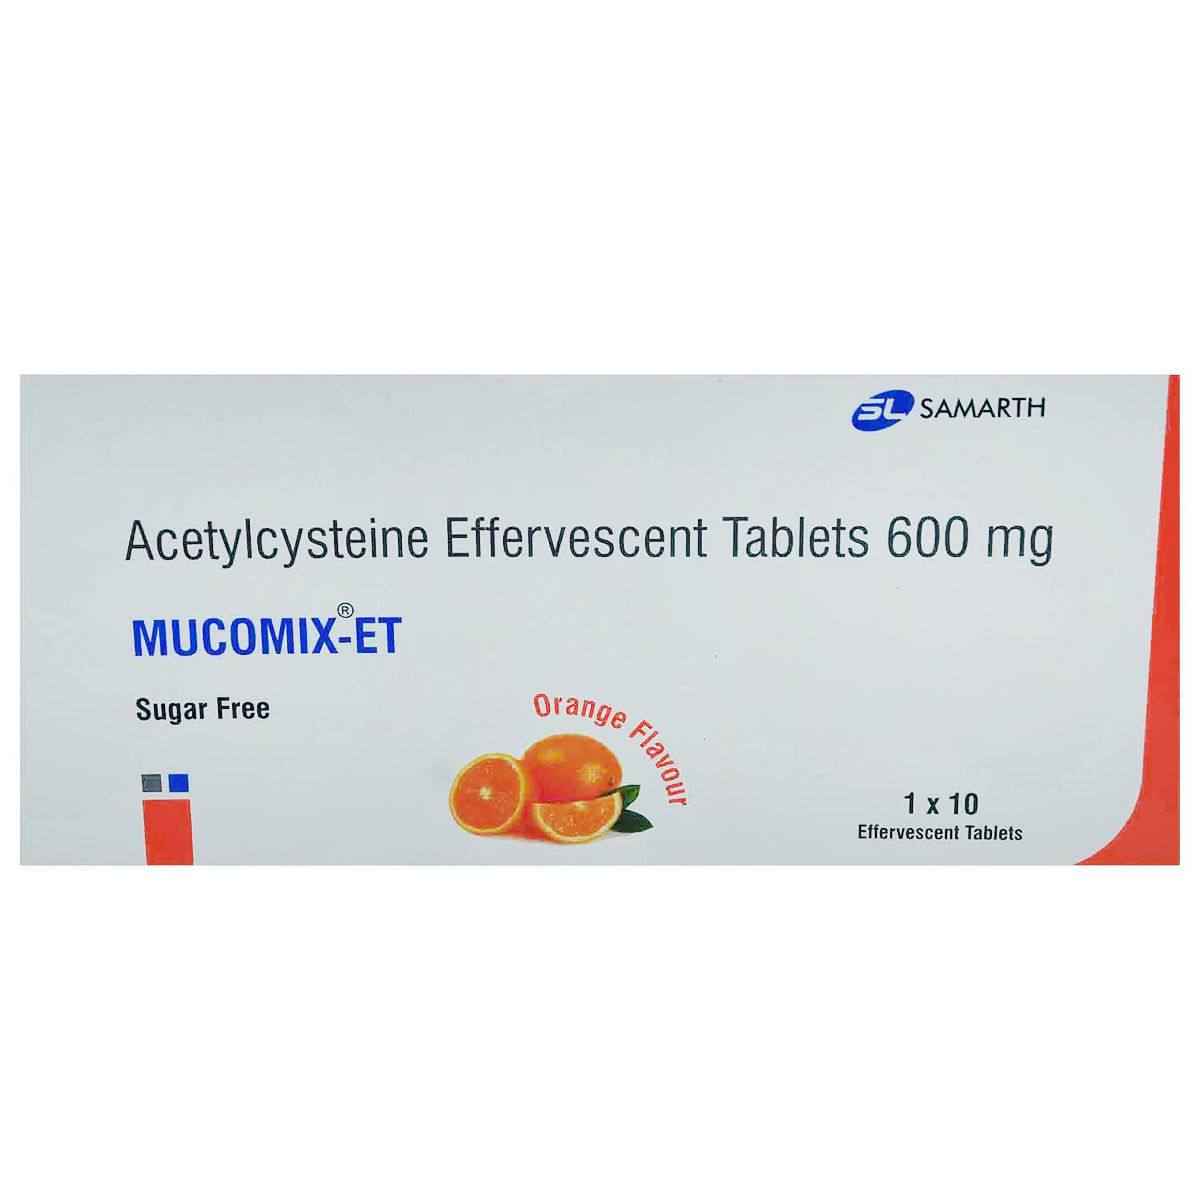 SL SAMARTH
Acetylcysteine Effervescent Tablets 600 mg
MUCOMIX®-ET
Sugar Free
Orange Flavour
1 x 10
Effervescent Tablets